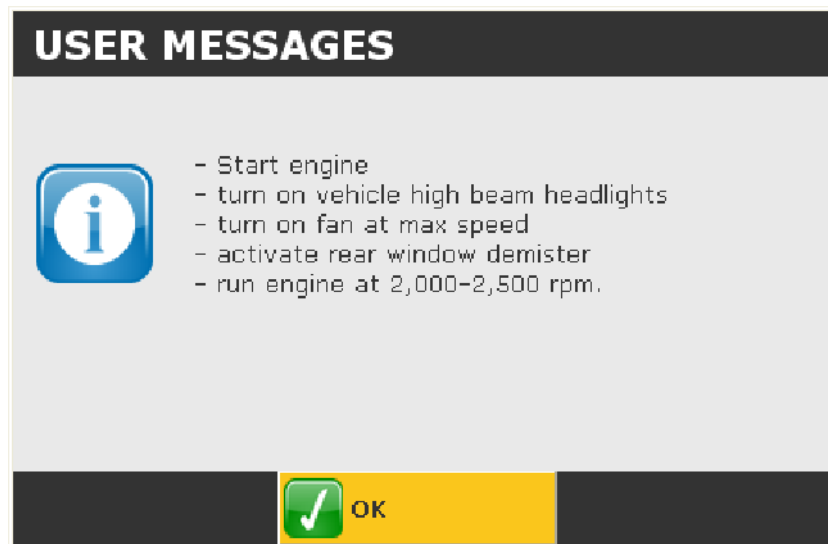 USER MESSAGES
- Start engine
- turn on vehicle high beam headlights
- turn on fan at max speed
- activate rear window demister
- run engine at 2,000-2,500 rpm.
OK